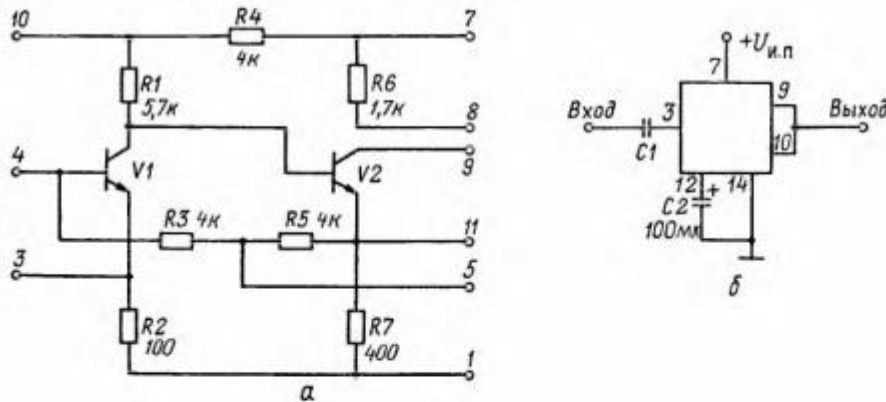 10
R4
4к
7
R1
5,7к
R6
1,7к
8
9
4
V1
V2
R3 4к
R5 4к
11
5
3
R2
100
R7
400
1
а
+Uи.п
7
9
Вход
3
Выход
C1
10
12
+
14
C2
100мк
б